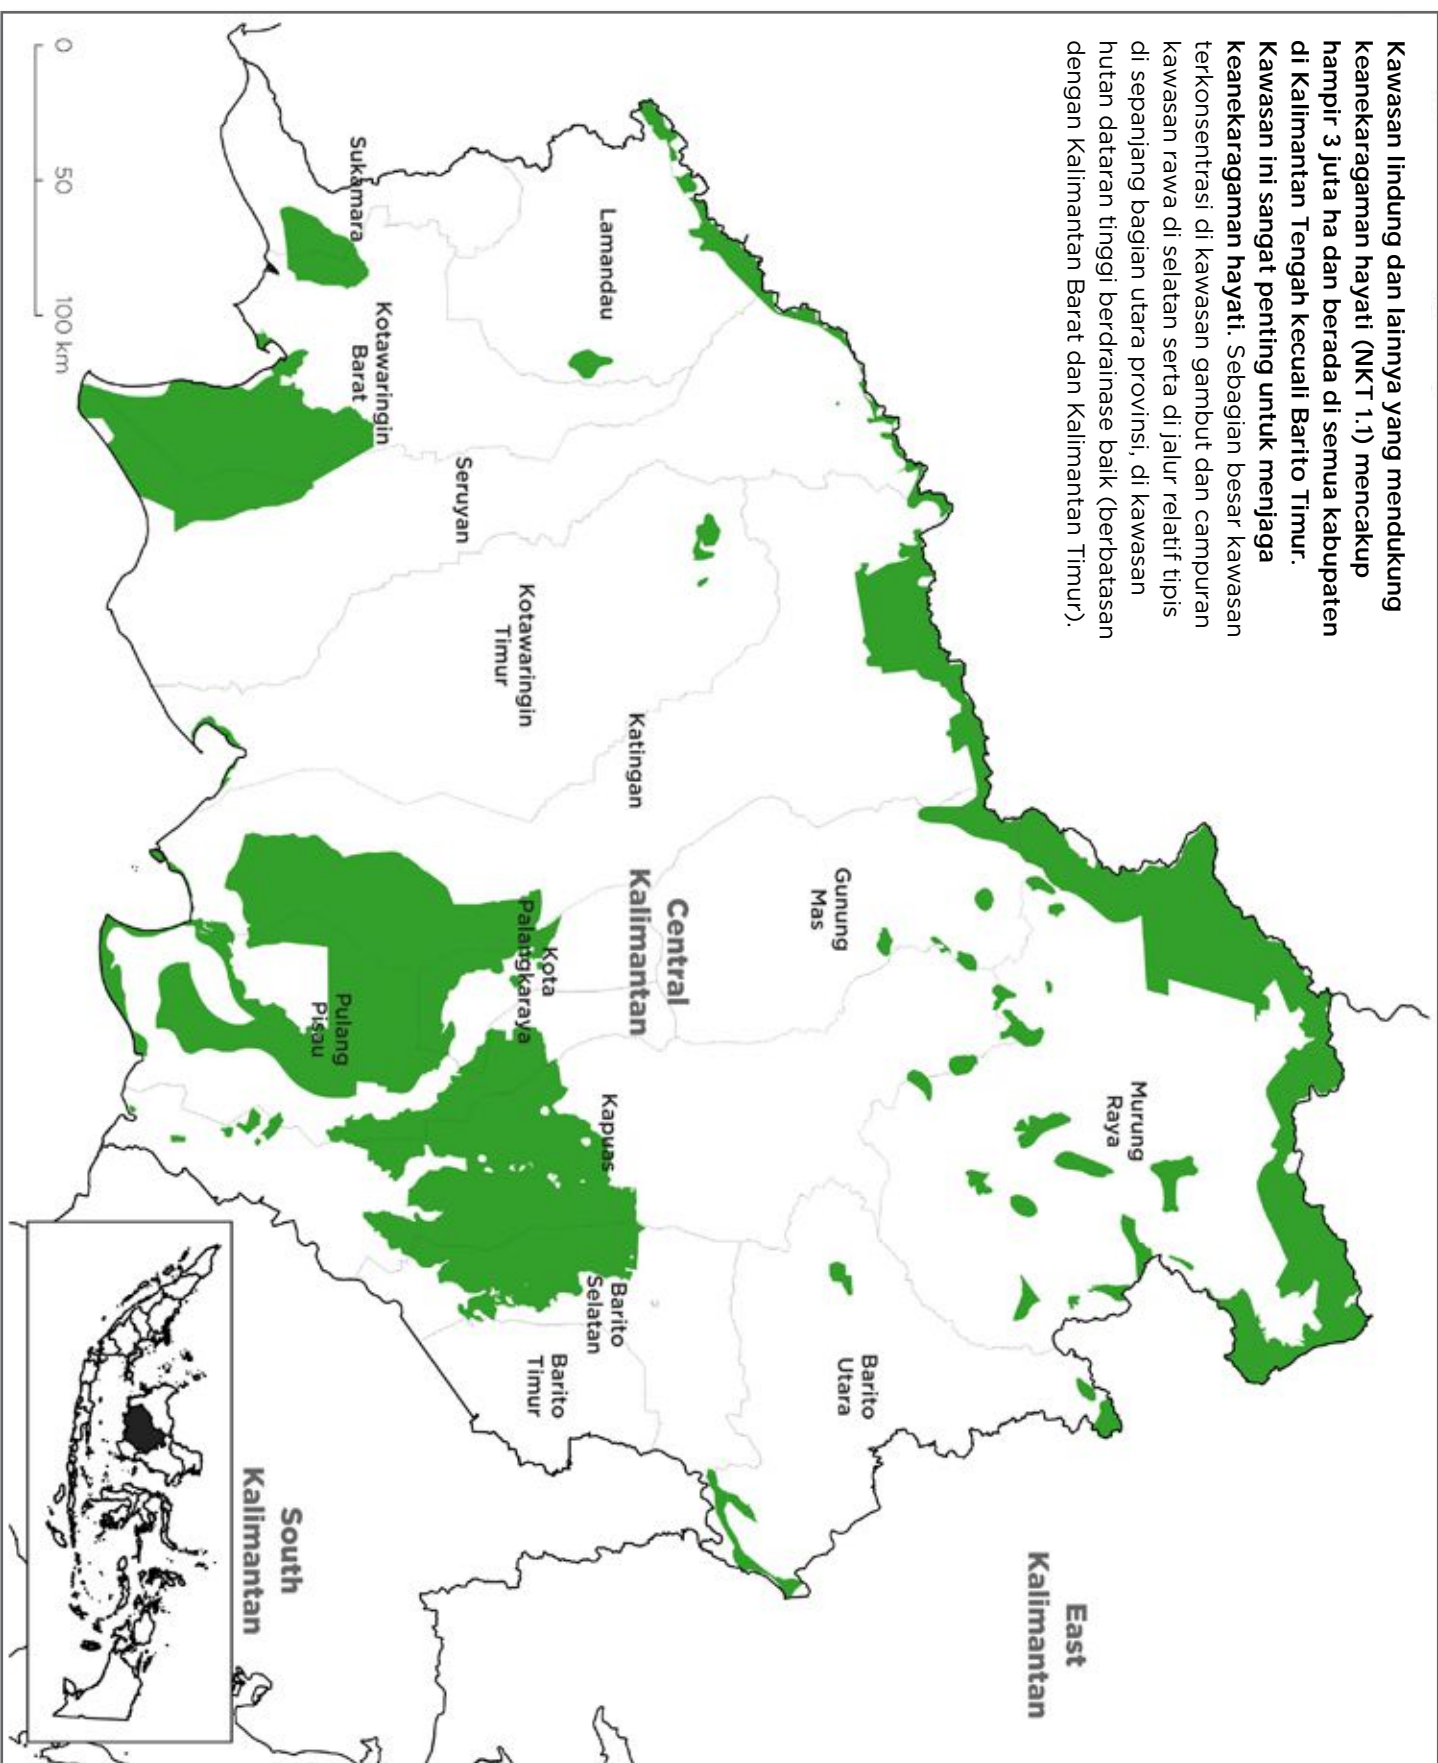 Kawasan lindung dan lainnya yang mendukung
keanekaragaman hayati (NKT 1.1) mencakup
hampir 3 juta ha dan berada di semua kabupaten
di Kalimantan Tengah kecuali Barito Timur.
Kawasan ini sangat penting untuk menjaga
keanekaragaman hayati. Sebagian besar kawasan
terkonsentrasi di kawasan gambut dan campuran
kawasan rawa di selatan serta di jalur relatif tipis
di sepanjang bagian utara provinsi, di kawasan
hutan dataran tinggi berdrainase baik (berbatasan
dengan Kalimantan Barat dan Kalimantan Timur).
Murung
Raya
East
Kalimantan
Gunung
Mas
Barito
Utara
Central
Kalimantan
Lamandau
Katingan
Kapuas
Barito
Selatan
Barito
Timur
Kota
Palangkaraya
Kotawaringin
Timur
Seruyan
Sukamara
Kotawaringin
Barat
Pulang
Pisau
South
Kalimantan
0
50
100 km